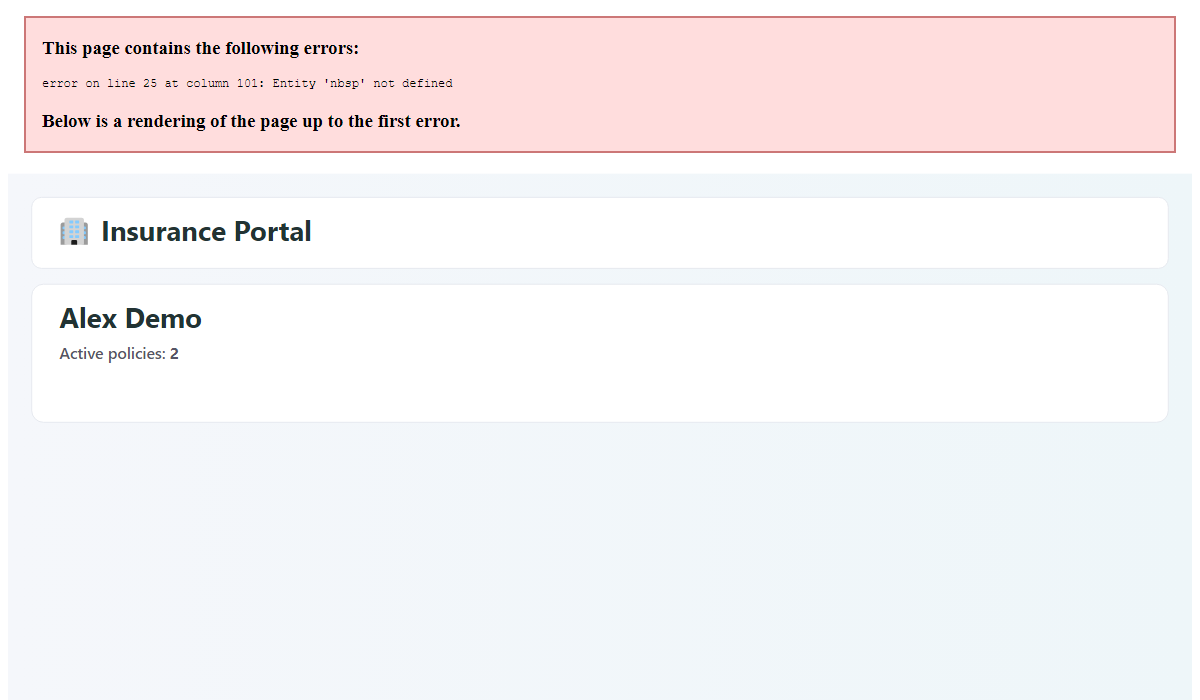 This page contains the following errors:
error on line 25 at column 101: Entity 'nbsp' not defined
Below is a rendering of the page up to the first error.
Insurance Portal
Alex Demo
Active policies: 2